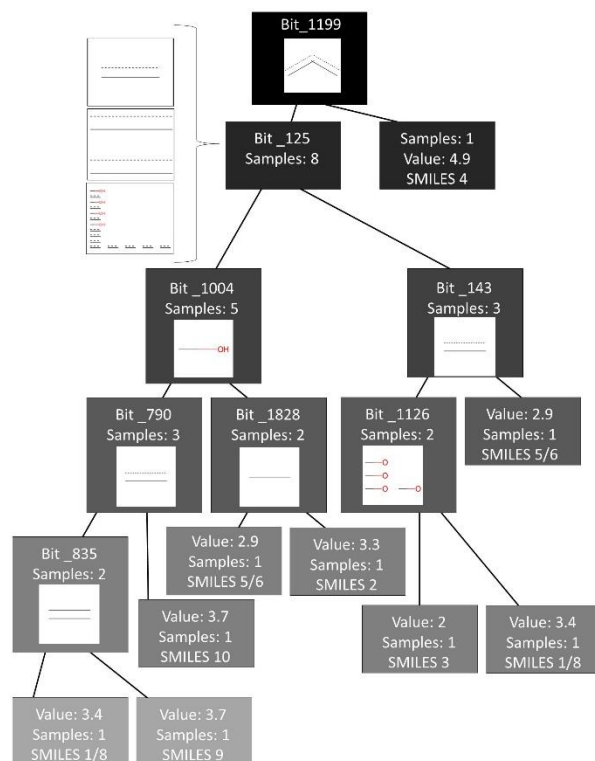 Bit_1199
Bit _125
Samples: 8
Samples: 1
Value: 4.9
SMILES 4
OH
OH
OH
OH
Bit _1004
Samples: 5
OH
Bit _143
Samples: 3
Bit _790
Samples: 3
Bit _1828
Samples: 2
Bit _1126
Samples: 2
O
O
O
O
Value: 2.9
Samples: 1
SMILES 5/6
Bit _835
Samples: 2
Value: 3.7
Samples: 1
SMILES 10
Value: 2.9
Samples: 1
SMILES 5/6
Value: 3.3
Samples: 1
SMILES 2
Value: 2
Samples: 1
SMILES 3
Value: 3.4
Samples: 1
SMILES 1/8
Value: 3.4
Samples: 1
SMILES 1/8
Value: 3.7
Samples: 1
SMILES 9